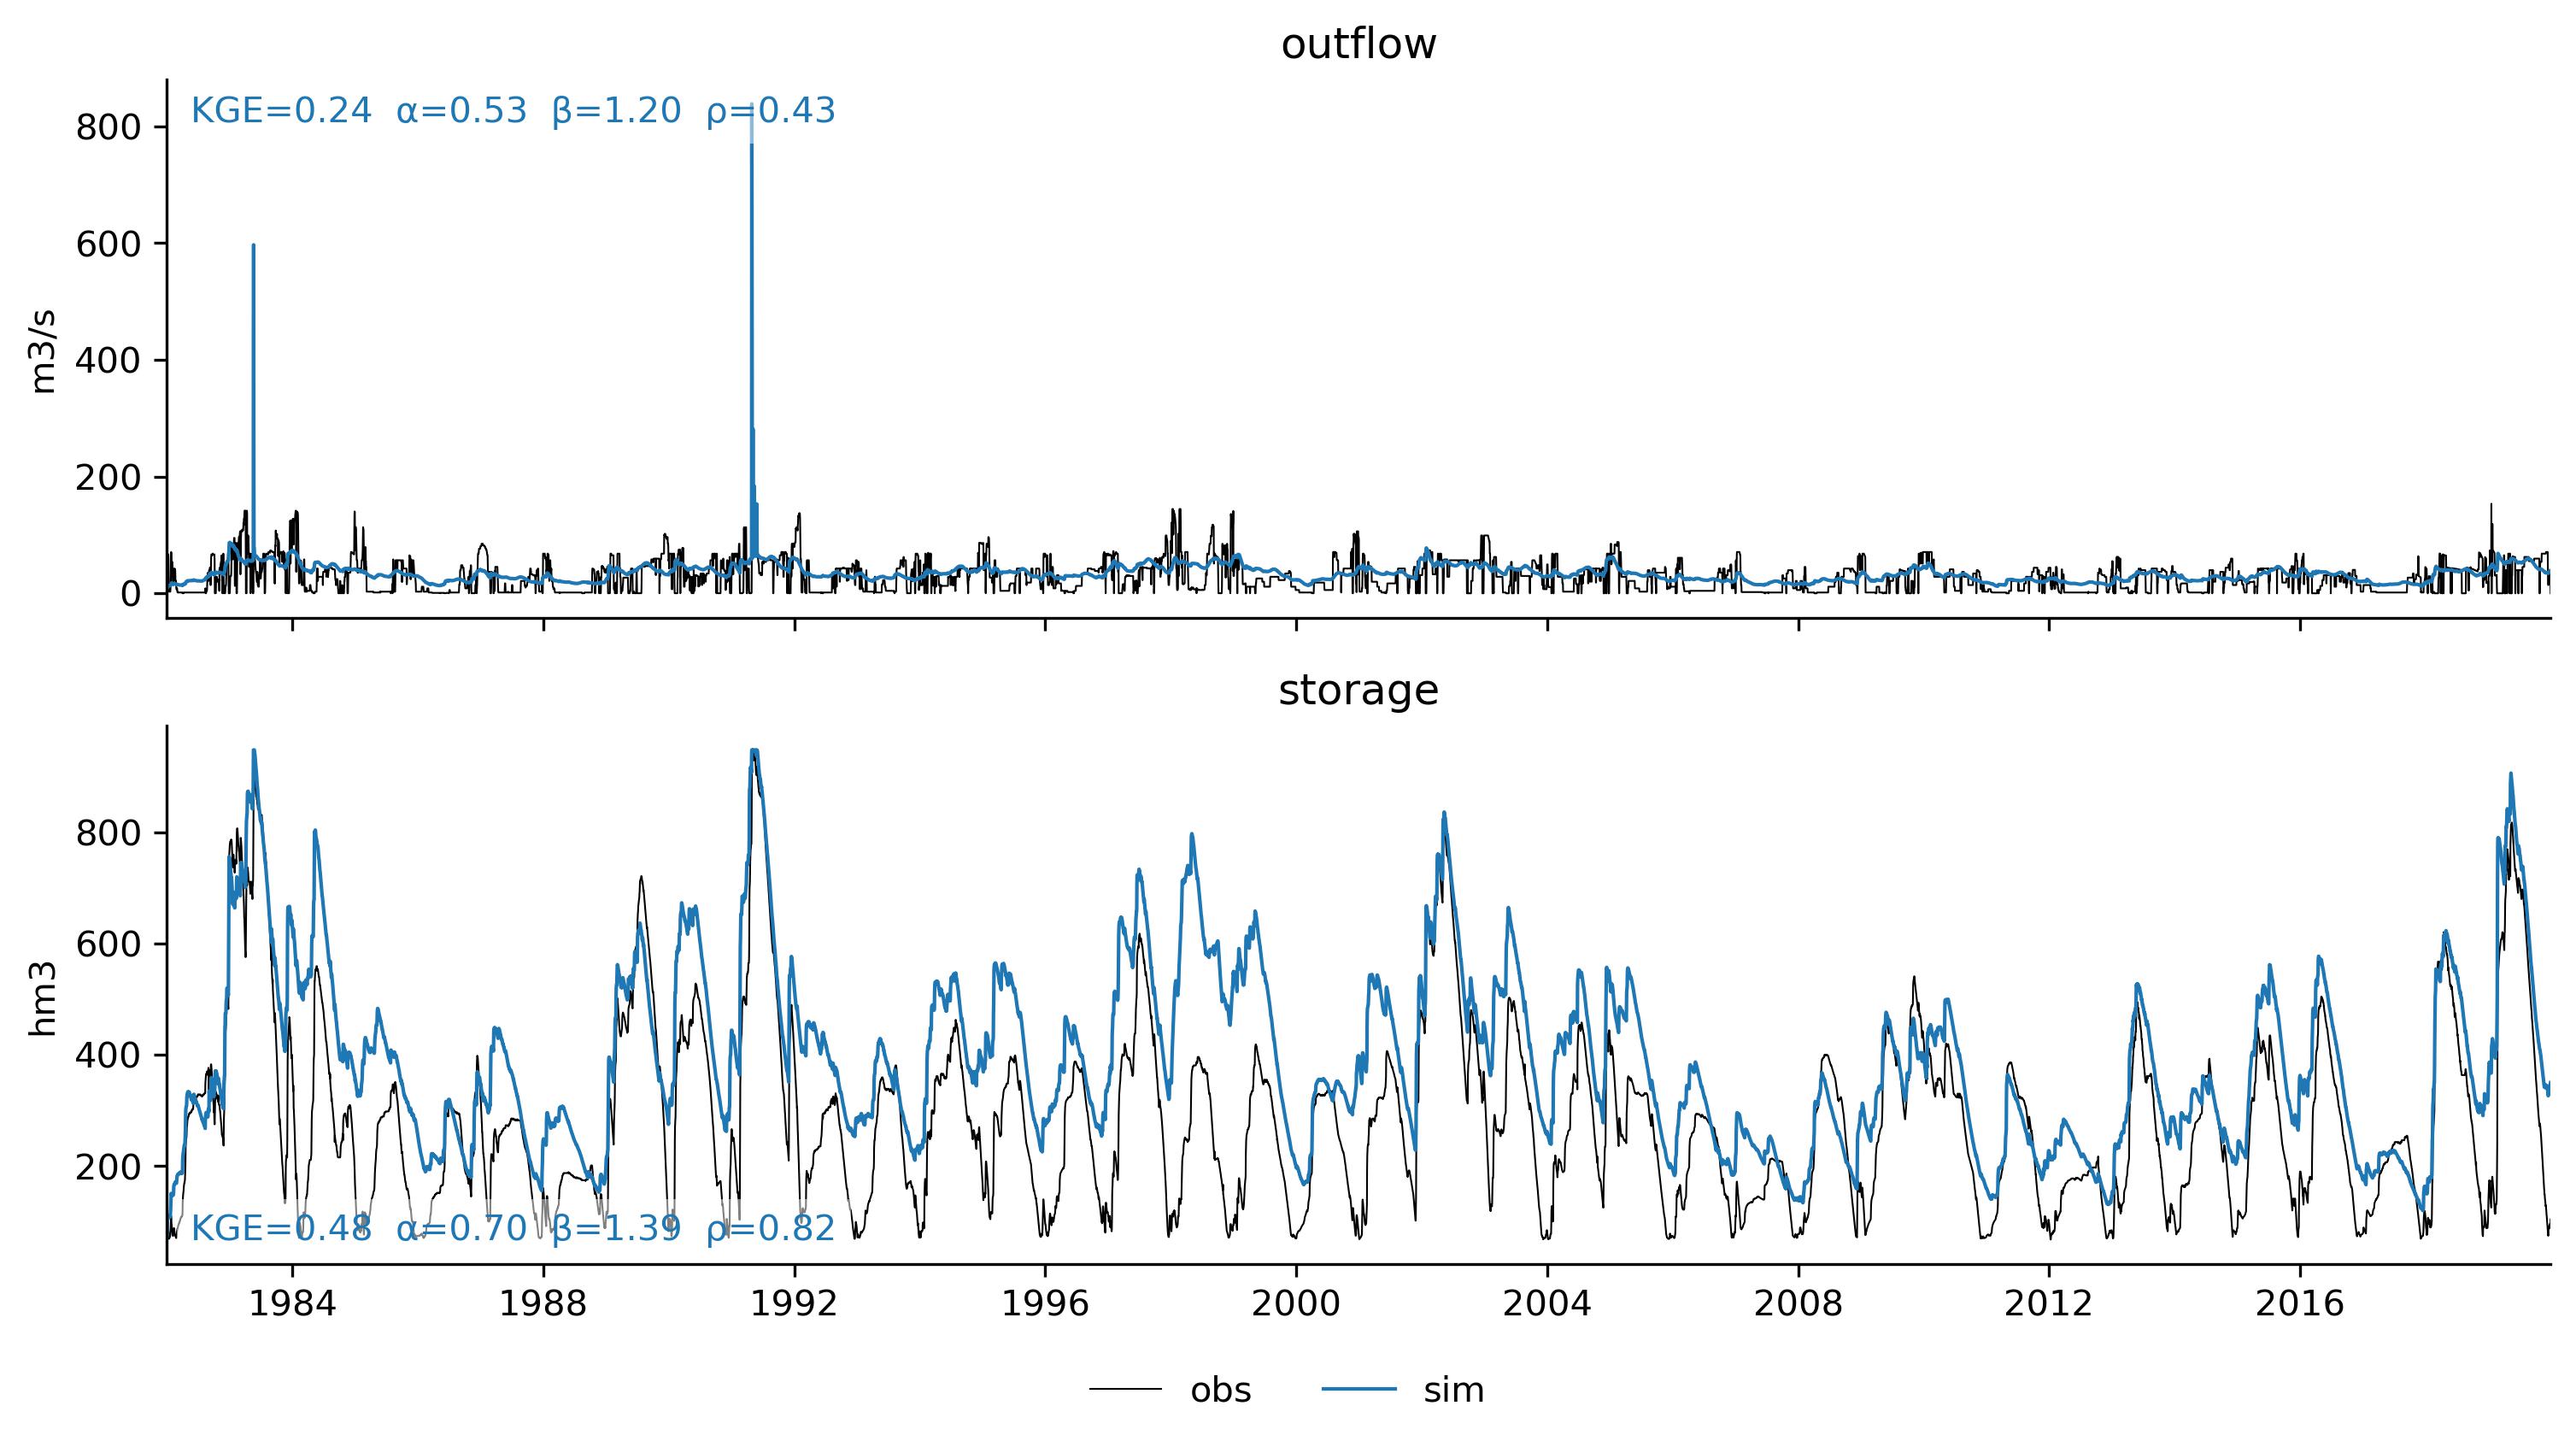 outflow
KGE=0.24 α=0.53 β=1.20 ρ=0.43
800
600
400
200
0
m3/s
storage
800
600
400
200
hm3
KGE=0.48 α=0.70 β=1.39 ρ=0.82
1984 1988 1992 1996 2000 2004 2008 2012 2016
obs sim